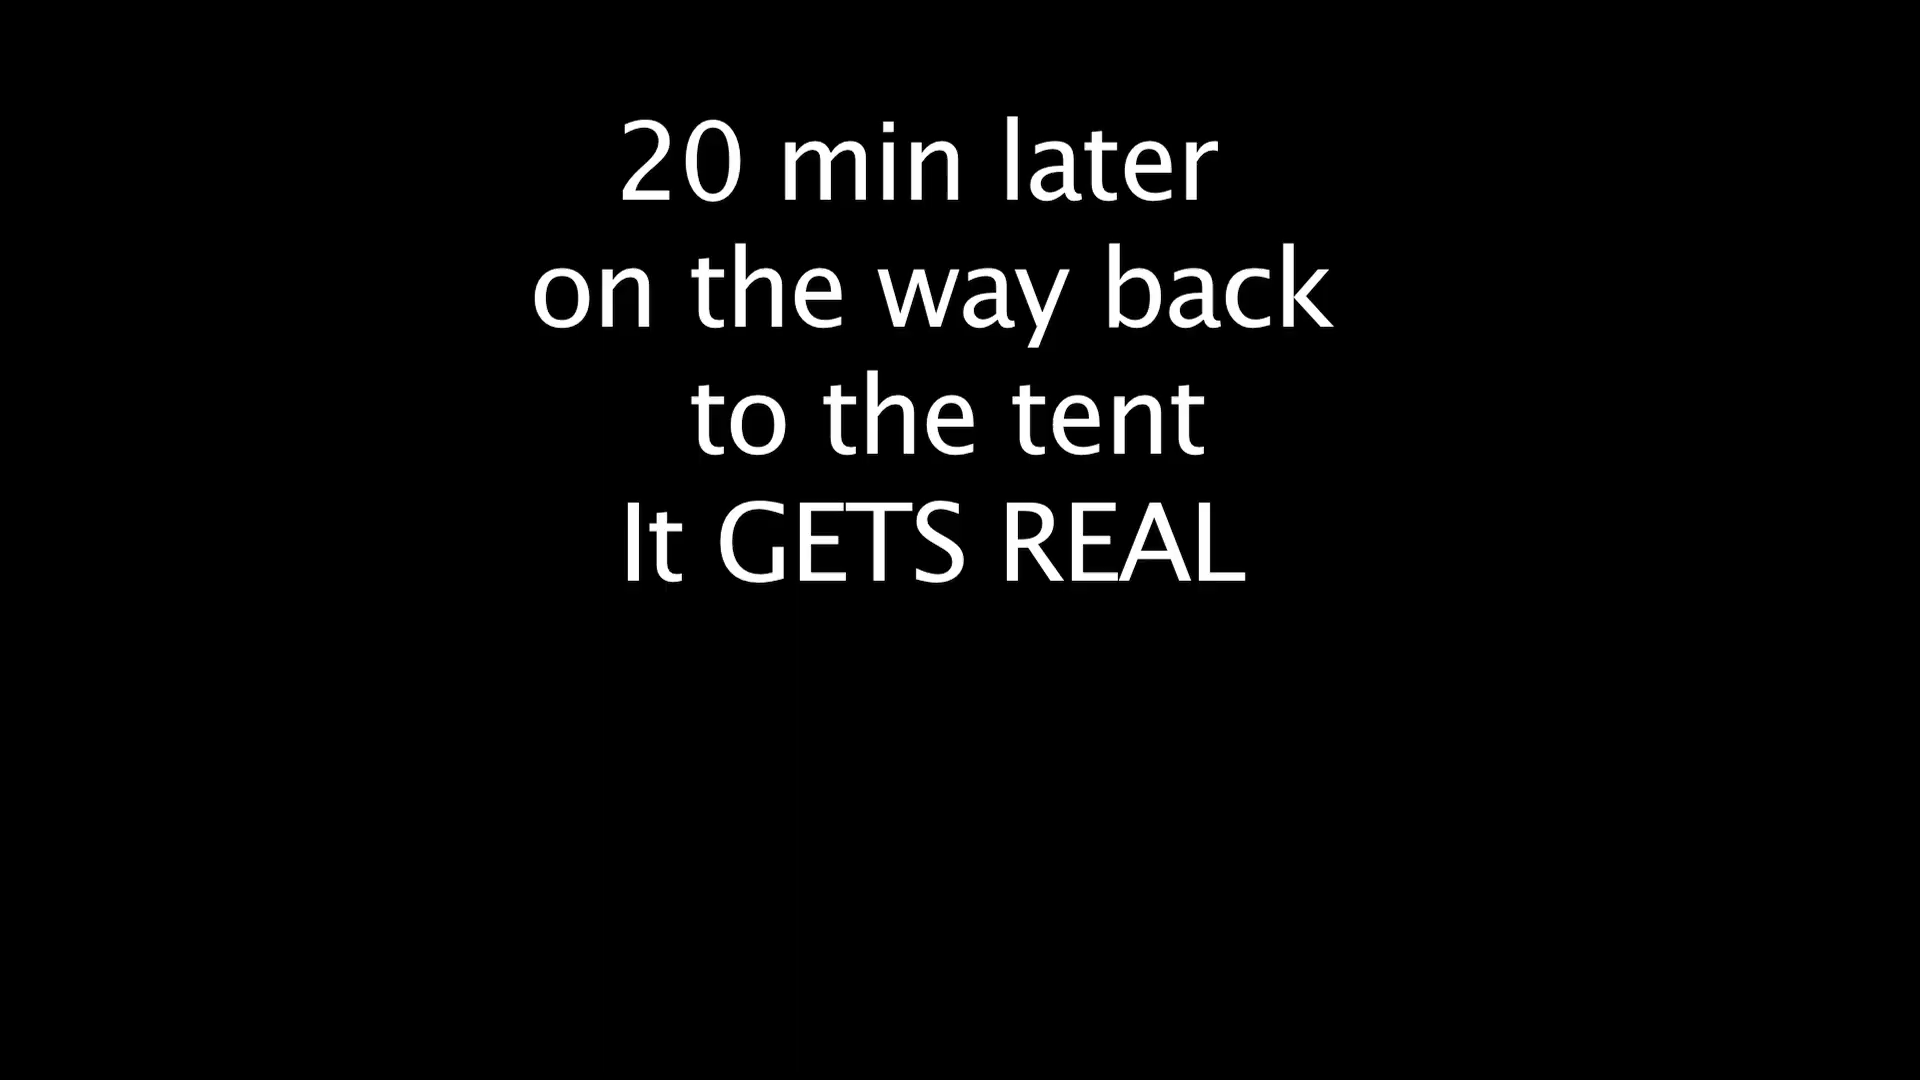 20 min later
on the way back
to the tent
It GETS REAL